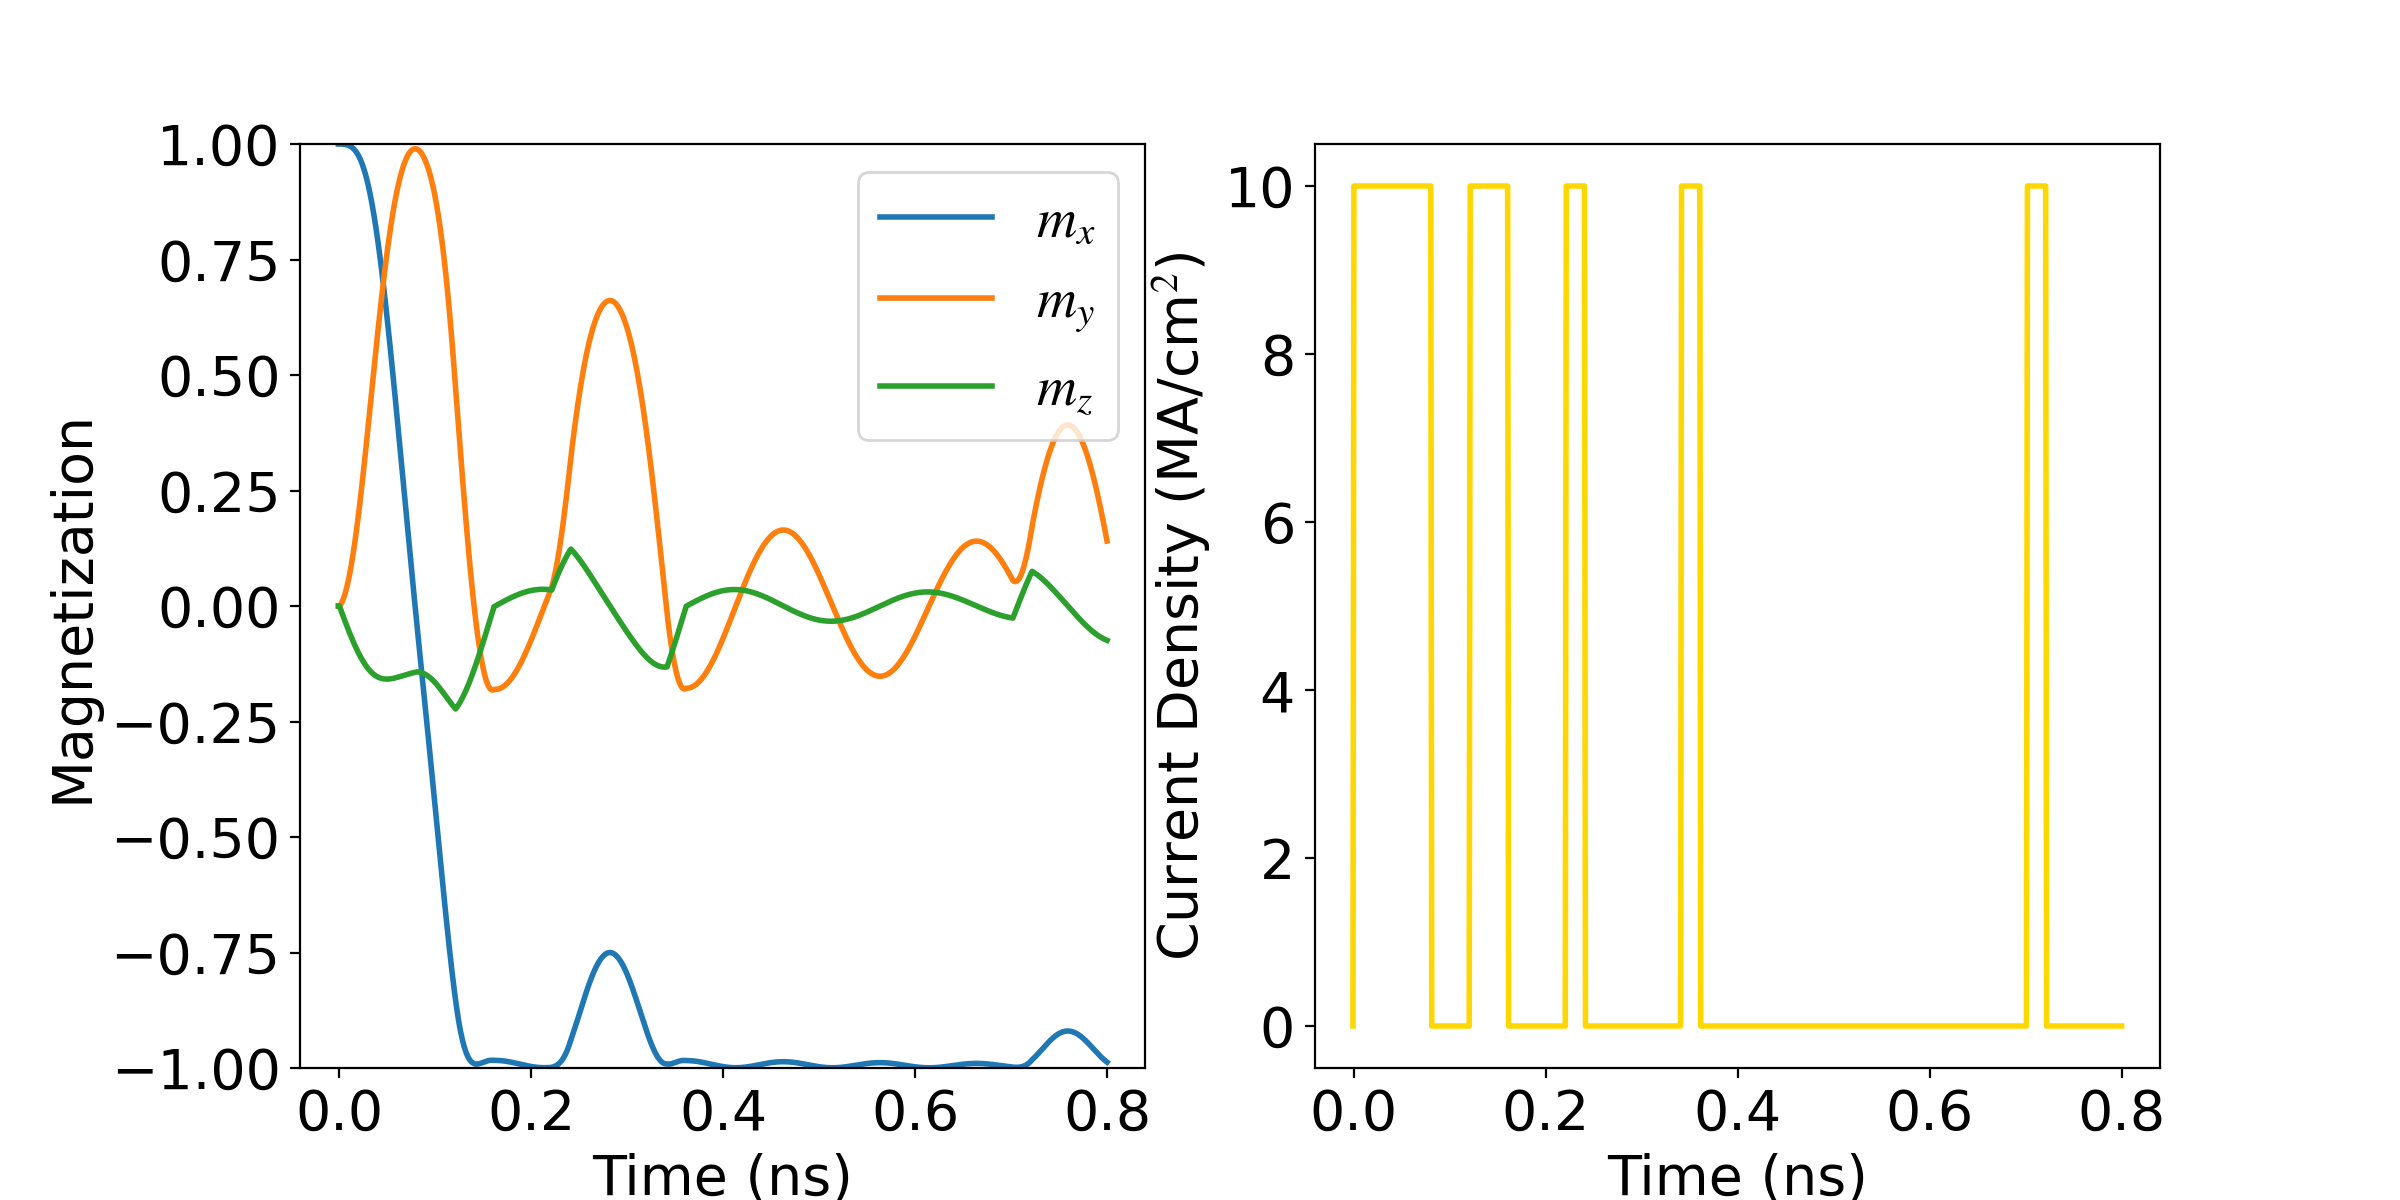 1.00
0.75
0.50
0.25
0.00
−0.25
−0.50
−0.75
−1.00
Magnetization
0.0 0.2 0.4 0.6 0.8
Time (ns)
m_x
m_y
m_z
10
8
6
4
2
0
Current Density (MA/cm²)
0.0 0.2 0.4 0.6 0.8
Time (ns)